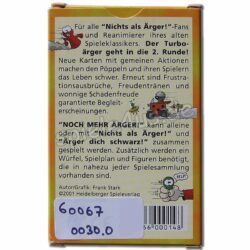 Für alle "Nichts als Ärger!"-Fans
und Reanimierer ihres alten
Spieleklassikers. Der Turbo-
ärger geht in die 2. Runde!
Neue Karten mit gemeinen Aktionen
machen den Pöppeln und ihren Spielern
das Leben schwer. Erneut sind Frustra-
tionsausbrüche, Freudentränen und
wonnige Schadenfreude
garantierte Begleit-
erscheinungen.
"NOCH MEHR ÄRGER!" kann mit und
ohne oder mit "Nichts als Ärger!" und
"Ärger dich schwarz!" zusammen
gespielt werden. Zusätzlich werden ein
Würfel, Spielplan und Figuren benötigt,
die in nahezu jeder Spielesammlung
vorhanden sind.
AutorGrafik: Frank Stark
©2001 Heidelberger Spieleverlag
60067
0030.0